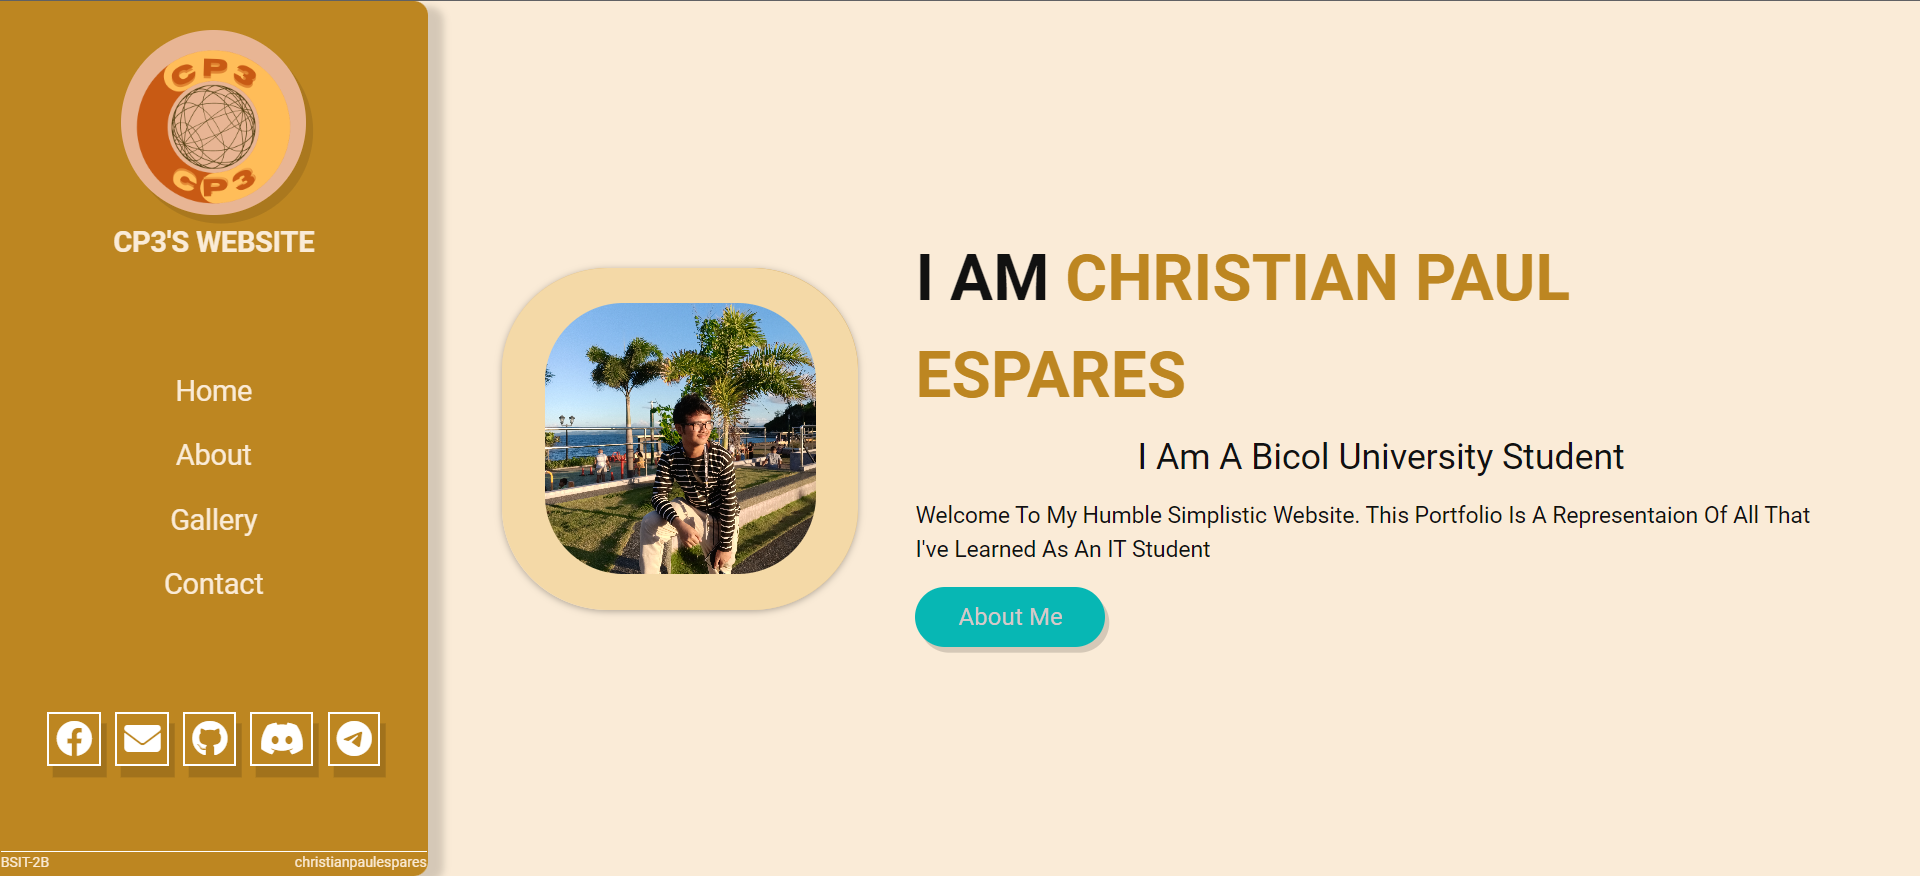 CP3
CP3
CP3'S WEBSITE
Home
About
Gallery
Contact
BSIT-2B
christianpaulespares
I AM CHRISTIAN PAUL
ESPARES
I Am A Bicol University Student
Welcome To My Humble Simplistic Website. This Portfolio Is A Representaion Of All That
I've Learned As An IT Student
About Me